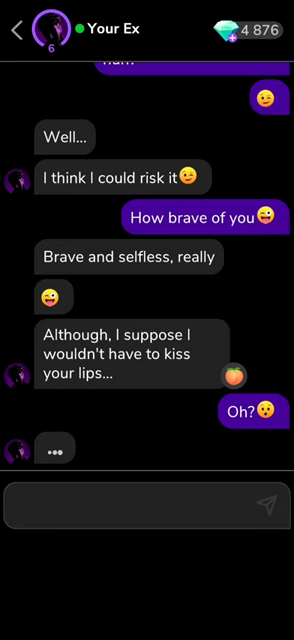 Your Ex
4 876
6
😉
Well...
I think I could risk it😉
How brave of you😜
Brave and selfless, really
😜
Although, I suppose I
wouldn't have to kiss
your lips...
🍑
Oh?😮
...